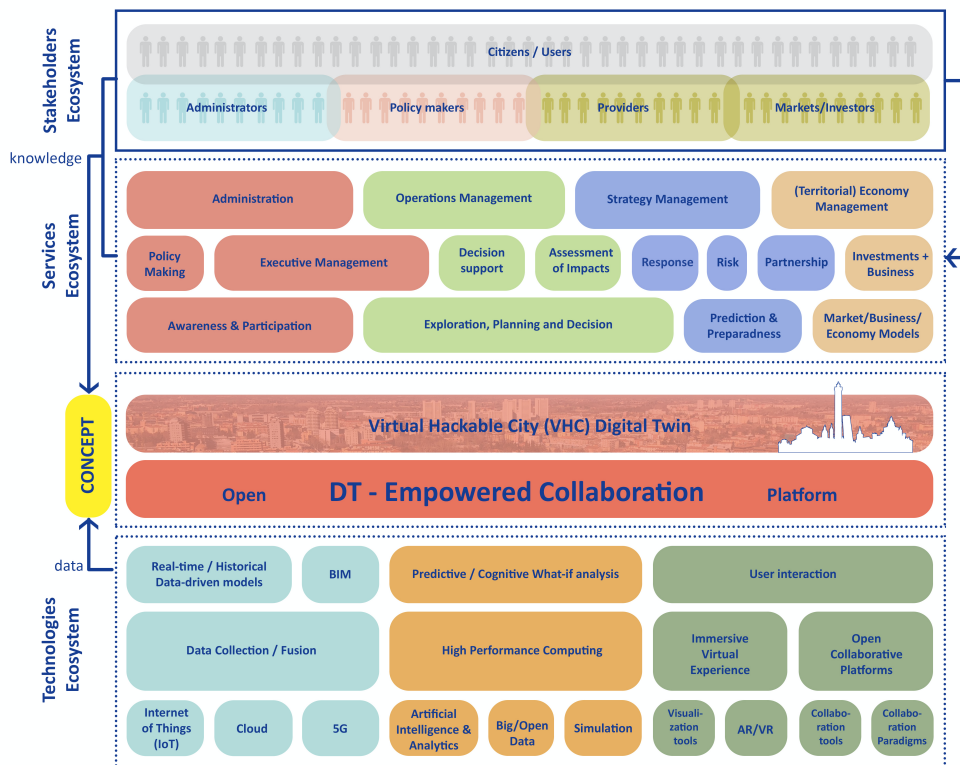 Stakeholders
Ecosystem
Citizens / Users
Administrators
Policy makers
Providers
Markets/Investors
knowledge
Services
Ecosystem
Administration
Operations Management
Strategy Management
(Territorial) Economy
Management
Policy
Making
Executive Management
Decision
support
Assessment
of Impacts
Response
Risk
Partnership
Investments +
Business
Awareness & Participation
Exploration, Planning and Decision
Prediction &
Preparadness
Market/Business/
Economy Models
CONCEPT
Virtual Hackable City (VHC) Digital Twin
Open DT - Empowered Collaboration Platform
data
Technologies
Ecosystem
Real-time / Historical
Data-driven models
BIM
Predictive / Cognitive What-if analysis
User interaction
Data Collection / Fusion
High Performance Computing
Immersive
Virtual
Experience
Open
Collaborative
Platforms
Internet
of Things
(IoT)
Cloud
5G
Artificial
Intelligence &
Analytics
Big/Open
Data
Simulation
Visuali-
zation
tools
AR/VR
Collabo-
ration
tools
Collabo-
ration
Paradigms